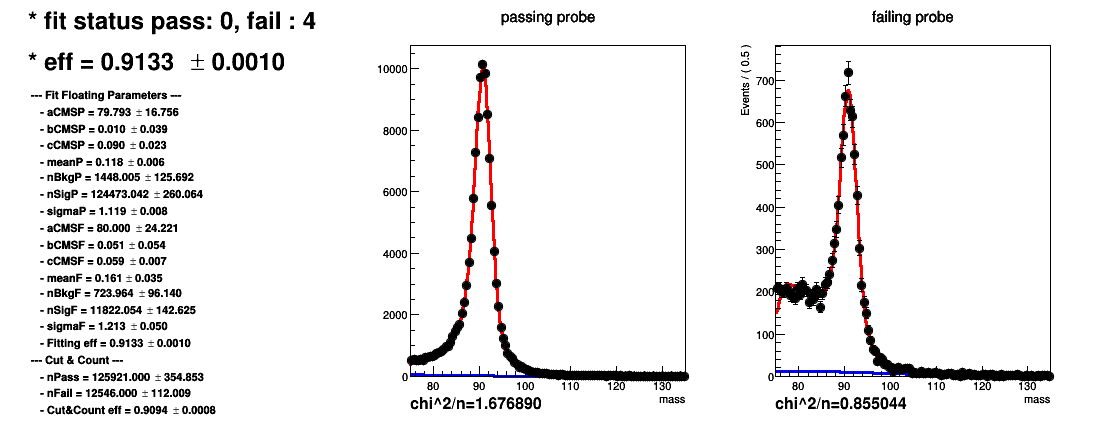 * fit status pass: 0, fail : 4
* eff = 0.9133 ± 0.0010
--- Fit Floating Parameters ---
- aCMSP = 79.793 ± 16.756
- bCMSP = 0.010 ± 0.039
- cCMSP = 0.090 ± 0.023
- meanP = 0.118 ± 0.006
- nBkgP = 1448.005 ± 125.692
- nSigP = 124473.042 ± 260.064
- sigmaP = 1.119 ± 0.008
- aCMSF = 80.000 ± 24.221
- bCMSF = 0.051 ± 0.054
- cCMSF = 0.059 ± 0.007
- meanF = 0.161 ± 0.035
- nBkgF = 723.964 ± 96.140
- nSigF = 11822.054 ± 142.625
- sigmaF = 1.213 ± 0.050
- Fitting eff = 0.9133 ± 0.0010
--- Cut & Count ---
- nPass = 125921.000 ± 354.853
- nFail = 12546.000 ± 112.009
- Cut&Count eff = 0.9094 ± 0.0008
passing probe
10000
8000
6000
4000
2000
0
80 90 100 110 120 130
mass
chi^2/n=1.676890
failing probe
Events / ( 0.5 )
700
600
500
400
300
200
100
0
80 90 100 110 120 130
mass
chi^2/n=0.855044